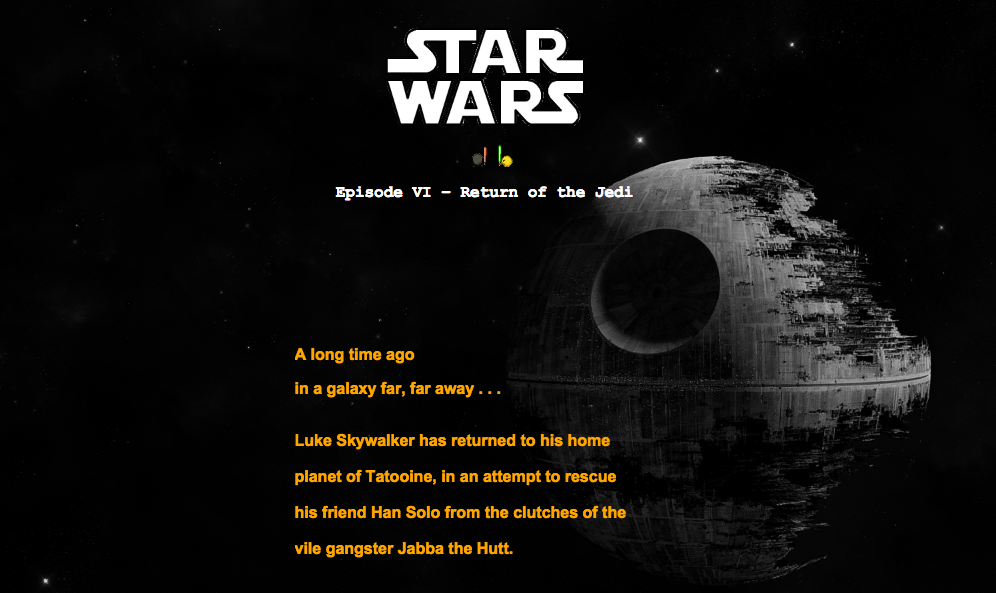 STAR
WARS
Episode VI - Return of the Jedi
A long time ago
in a galaxy far, far away . . .
Luke Skywalker has returned to his home
planet of Tatooine, in an attempt to rescue
his friend Han Solo from the clutches of the
vile gangster Jabba the Hutt.